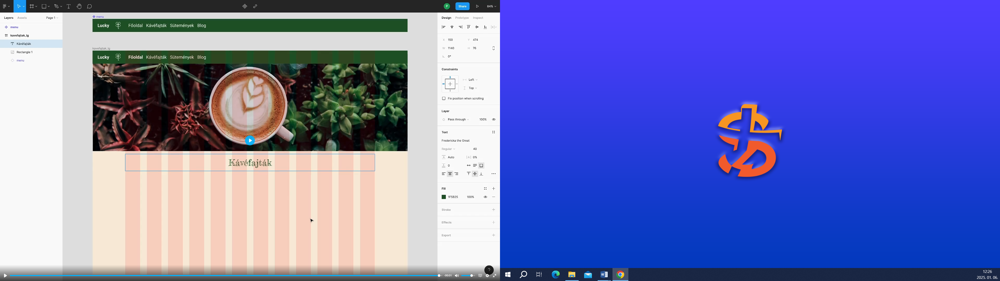 P
Share
84%
Layers
Assets
Page 1
menu
kavefajtak_lg
Kávéfajták
Rectangle 1
menu
menu
Lucky
Főoldal Kávéfajták Sütemények Blog
kavefajtak_lg
Lucky
Főoldal Kávéfajták Sütemények Blog
Kávéfajták
Design Prototype Inspect
X 150 Y 474
W 1140 H 76
0°
Constraints
Left
Top
Fix position when scrolling
Layer
Pass through 100%
Text
Fredericka the Great
Regular 40
Auto |A| 0%
0
Fill
1F5B25 100%
Stroke
Effects
Export
?
-00:01
12:26
2025. 01. 06.